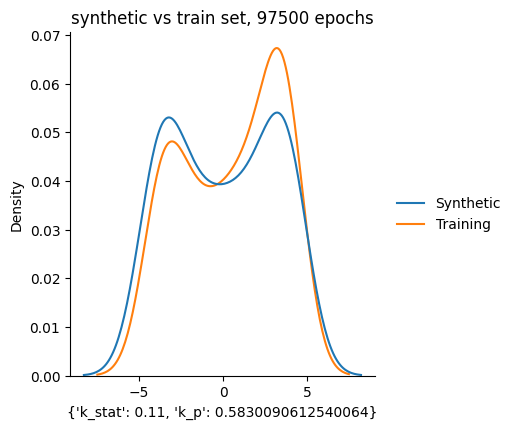 synthetic vs train set, 97500 epochs
0.07
0.06
0.05
0.04
0.03
0.02
0.01
0.00
Density
−5
0
5
Synthetic
Training
{'k_stat': 0.11, 'k_p': 0.5830090612540064}